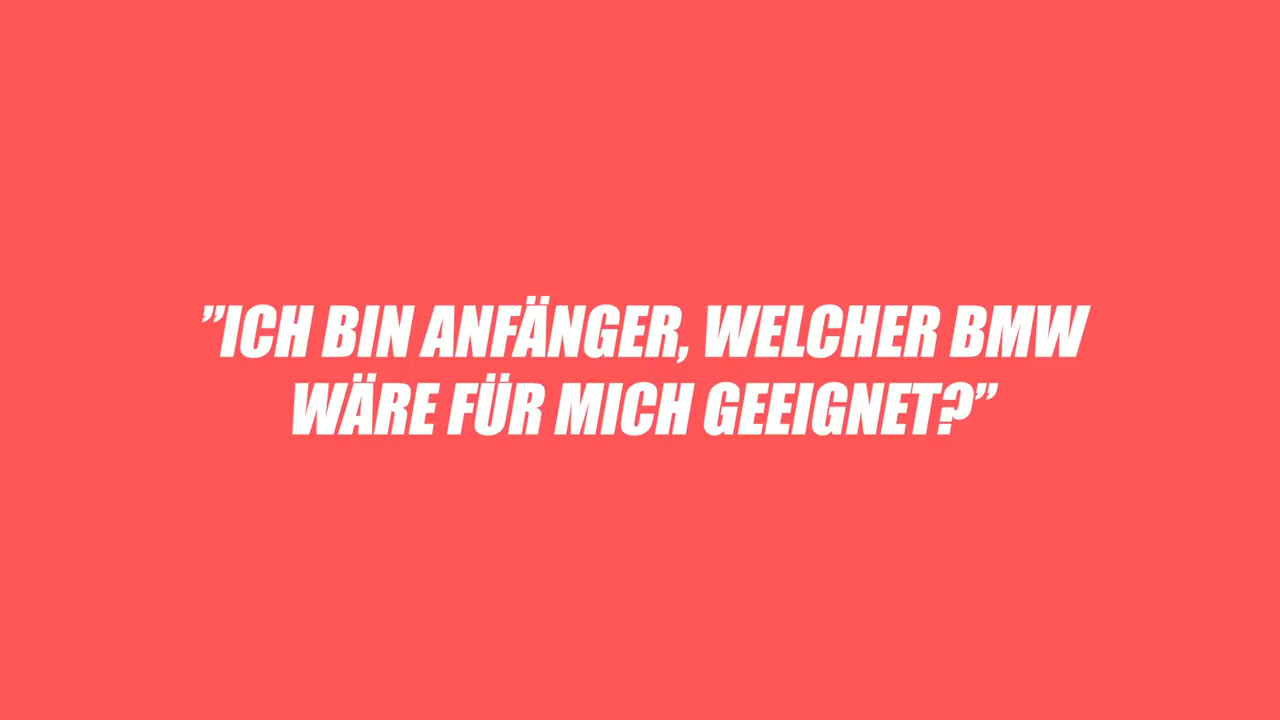 ”ICH BIN ANFÄNGER, WELCHER BMW
WÄRE FÜR MICH GEEIGNET?”